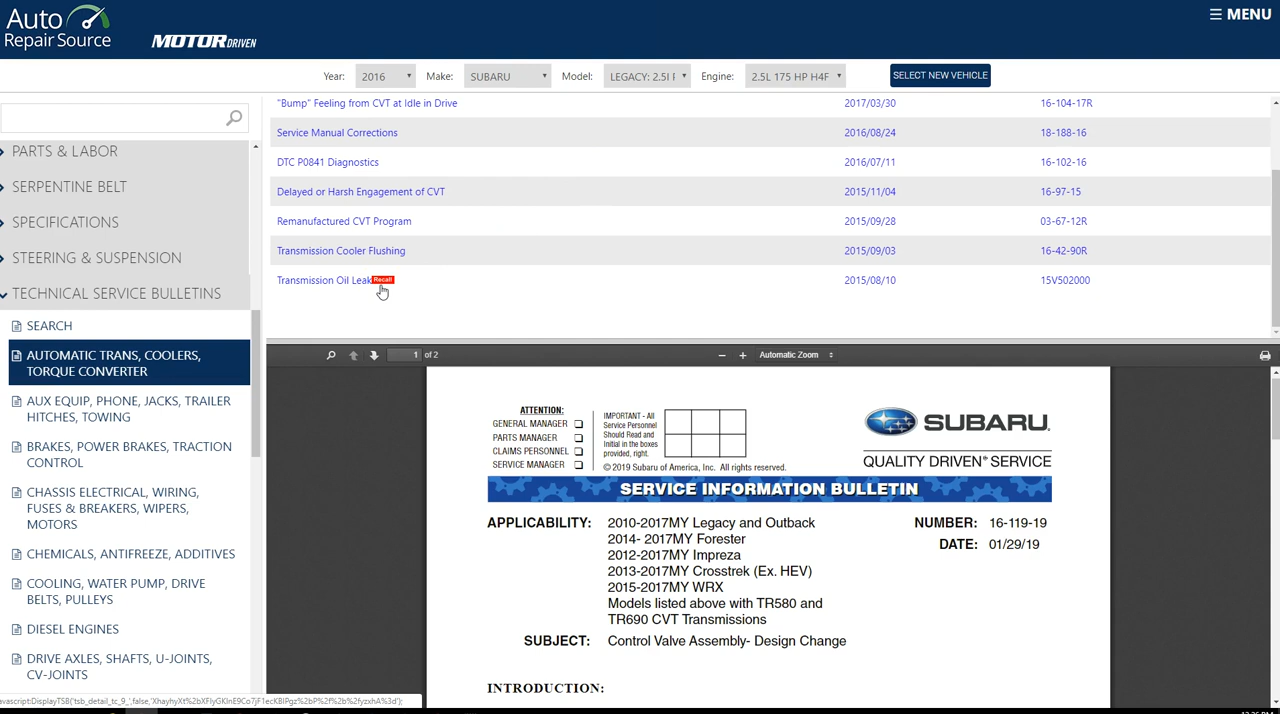 Auto
Repair Source
MOTOR DRIVEN
☰ MENU
Year: 2016 Make: SUBARU Model: LEGACY: 2.5I F Engine: 2.5L 175 HP H4F SELECT NEW VEHICLE
PARTS & LABOR
SERPENTINE BELT
SPECIFICATIONS
STEERING & SUSPENSION
TECHNICAL SERVICE BULLETINS
SEARCH
AUTOMATIC TRANS, COOLERS,
TORQUE CONVERTER
AUX EQUIP, PHONE, JACKS, TRAILER
HITCHES, TOWING
BRAKES, POWER BRAKES, TRACTION
CONTROL
CHASSIS ELECTRICAL, WIRING,
FUSES & BREAKERS, WIPERS,
MOTORS
CHEMICALS, ANTIFREEZE, ADDITIVES
COOLING, WATER PUMP, DRIVE
BELTS, PULLEYS
DIESEL ENGINES
DRIVE AXLES, SHAFTS, U-JOINTS,
CV-JOINTS
"Bump" Feeling from CVT at Idle in Drive 2017/03/30 16-104-17R
Service Manual Corrections 2016/08/24 18-188-16
DTC P0841 Diagnostics 2016/07/11 16-102-16
Delayed or Harsh Engagement of CVT 2015/11/04 16-97-15
Remanufactured CVT Program 2015/09/28 03-67-12R
Transmission Cooler Flushing 2015/09/03 16-42-90R
Transmission Oil Leak Recall 2015/08/10 15V502000
1 of 2 Automatic Zoom
ATTENTION:
GENERAL MANAGER
PARTS MANAGER
CLAIMS PERSONNEL
SERVICE MANAGER
IMPORTANT - All
Service Personnel
Should Read and
Initial in the boxes
provided, right.
© 2019 Subaru of America, Inc. All rights reserved.
SUBARU.
QUALITY DRIVEN® SERVICE
SERVICE INFORMATION BULLETIN
APPLICABILITY: 2010-2017MY Legacy and Outback
2014- 2017MY Forester
2012-2017MY Impreza
2013-2017MY Crosstrek (Ex. HEV)
2015-2017MY WRX
Models listed above with TR580 and
TR690 CVT Transmissions
NUMBER: 16-119-19
DATE: 01/29/19
SUBJECT: Control Valve Assembly- Design Change
INTRODUCTION: